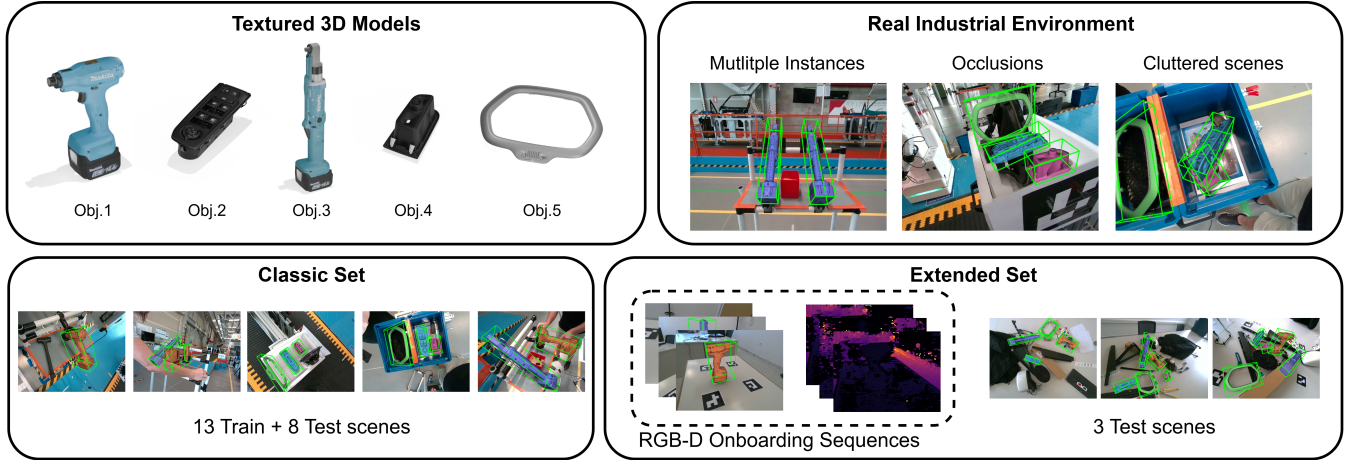 Textured 3D Models
makita
Obj.1
Obj.2
Obj.3
Obj.4
Obj.5
Real Industrial Environment
Mutlitple Instances
Occlusions
Cluttered scenes
Classic Set
13 Train + 8 Test scenes
Extended Set
RGB-D Onboarding Sequences
3 Test scenes